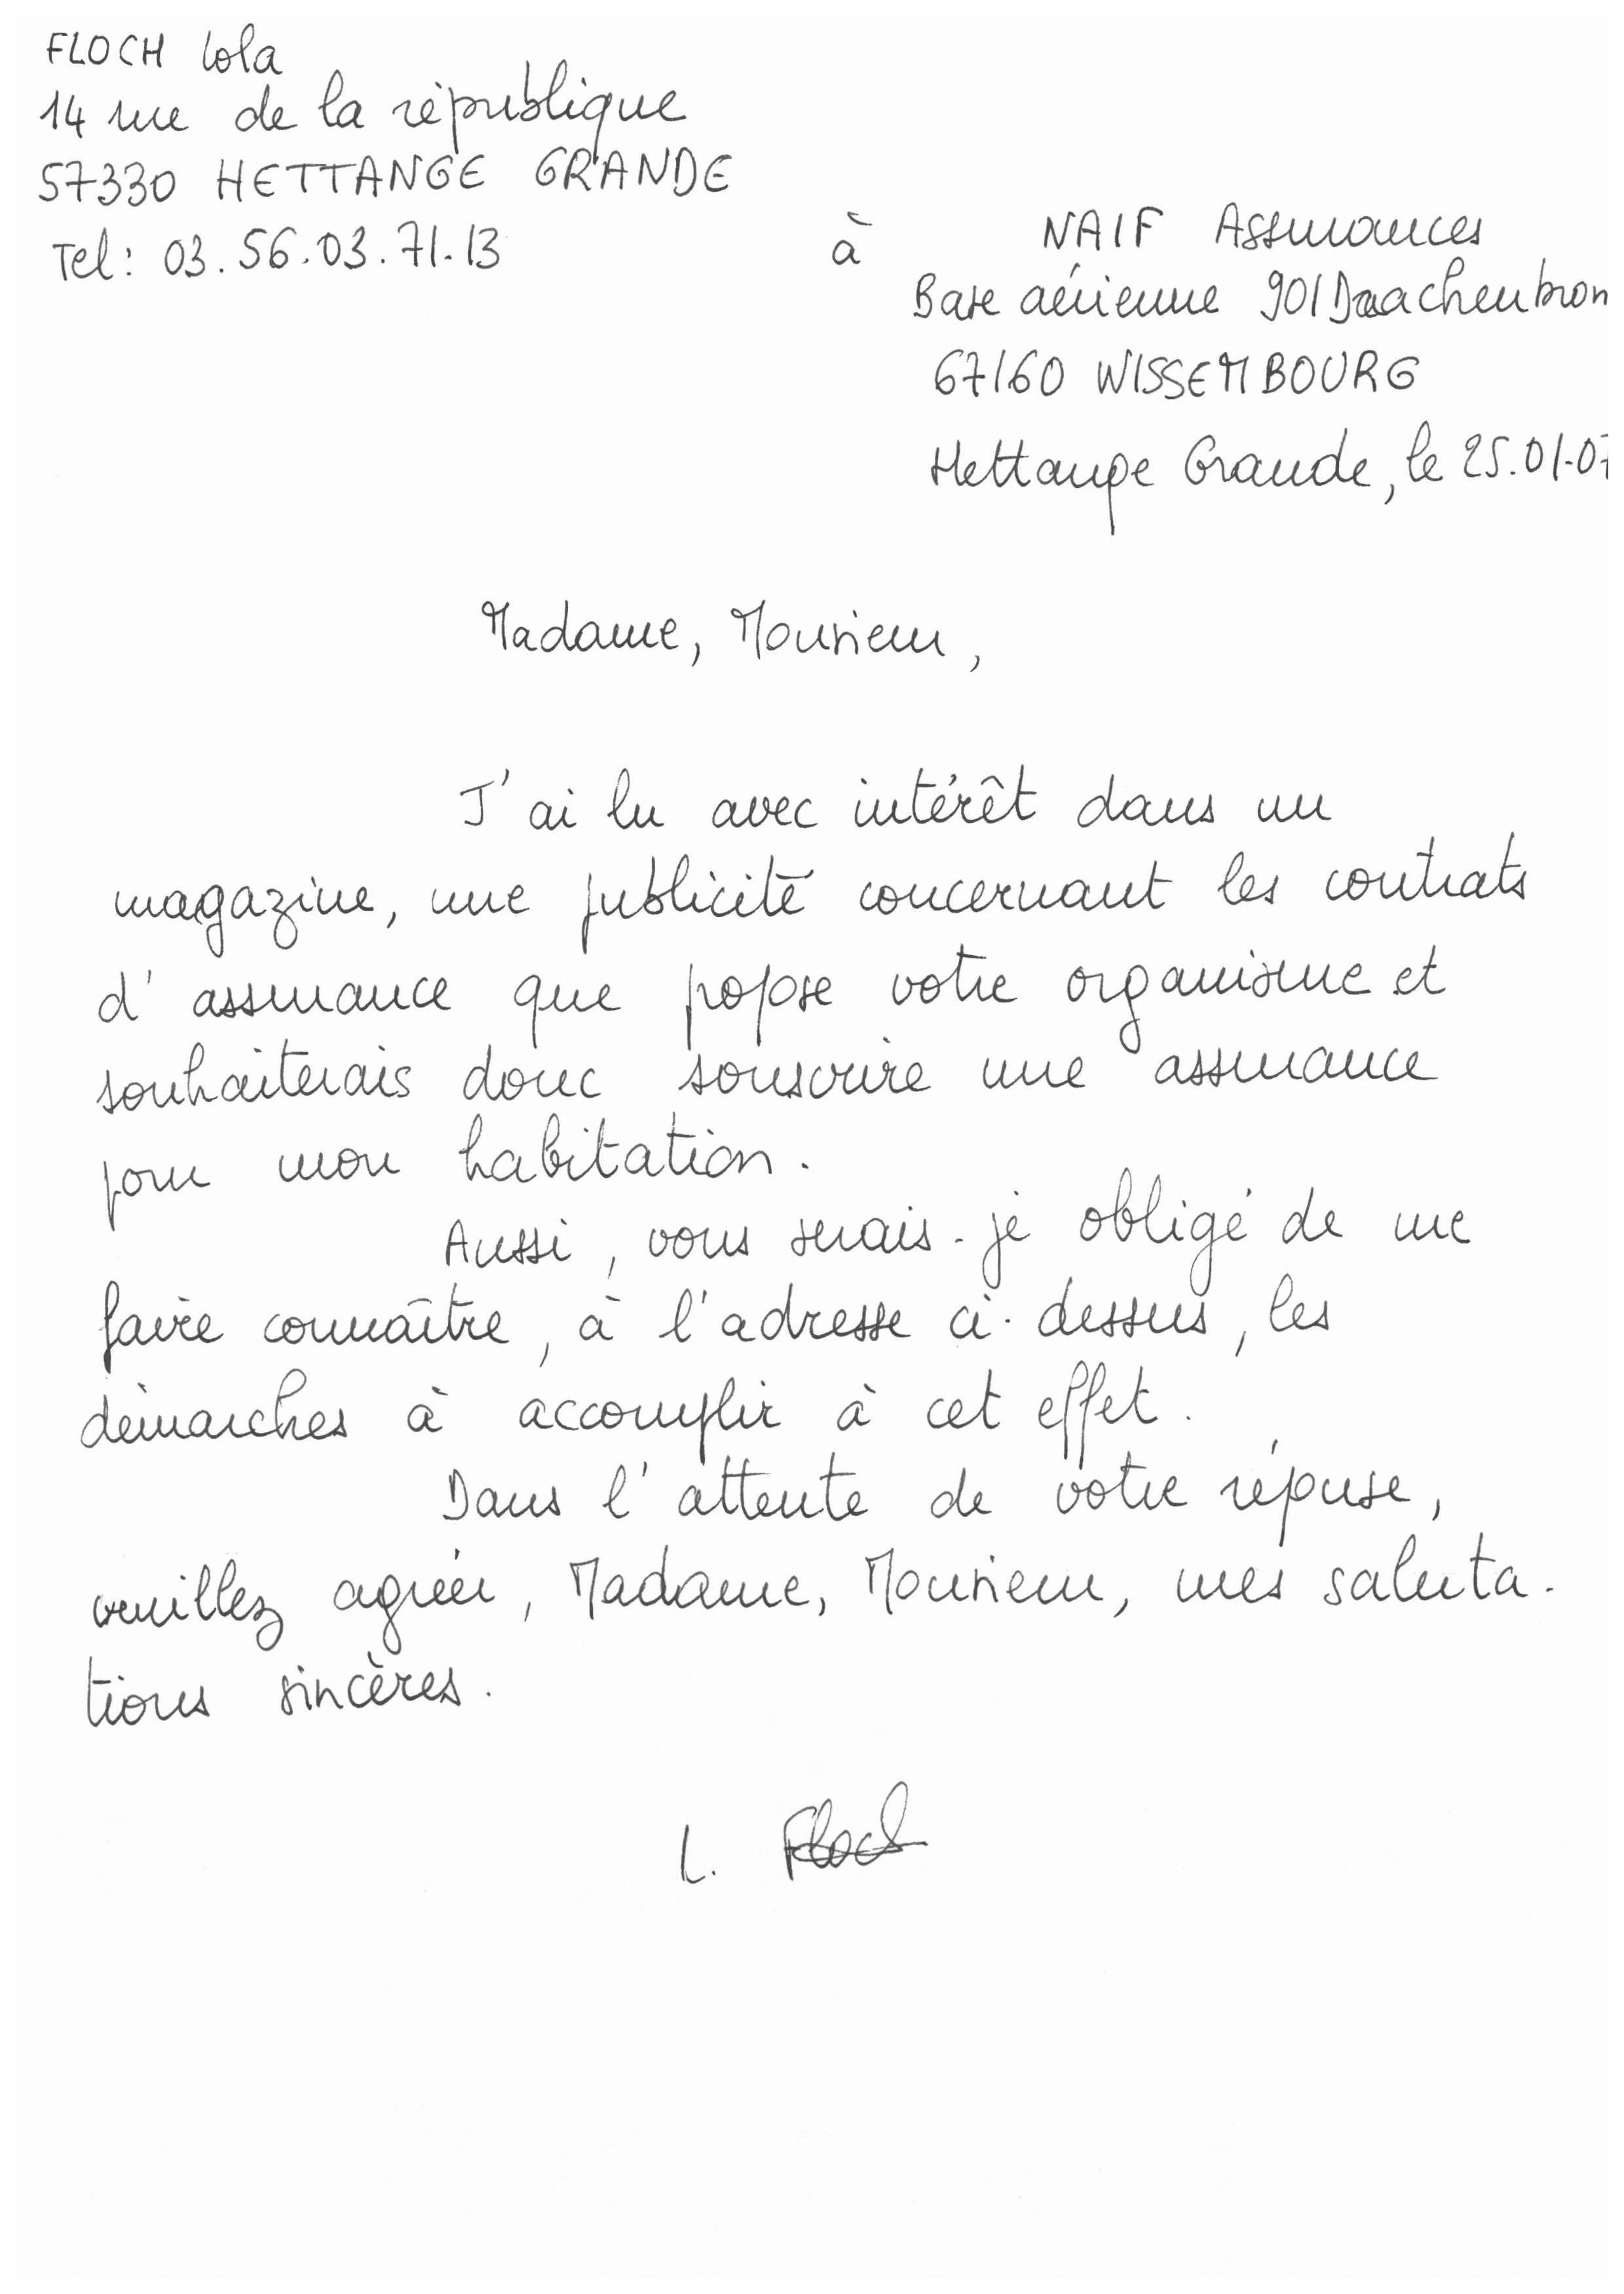 FLOCH Lola
14 rue de la république
57330 HETTANGE GRANDE
Tel: 03.56.03.71.13
à NAIF Assurances
Base aérienne 901 Drachenbron
67160 WISSEMBOURG
Hettange Grande, le 25.01.07
Madame, Monsieur,
J'ai lu avec intérêt dans un
magazine, une publicité concernant les contrats
d'assurance que propose votre organisme et
souhaiterais donc souscrire une assurance
pour mon habitation.
Aussi, vous serais-je obligé de me
faire connaître, à l'adresse ci-dessus, les
démarches à accomplir à cet effet.
Dans l'attente de votre réponse,
veuillez agréer, Madame, Monsieur, mes saluta-
tions sincères.
L. Floch